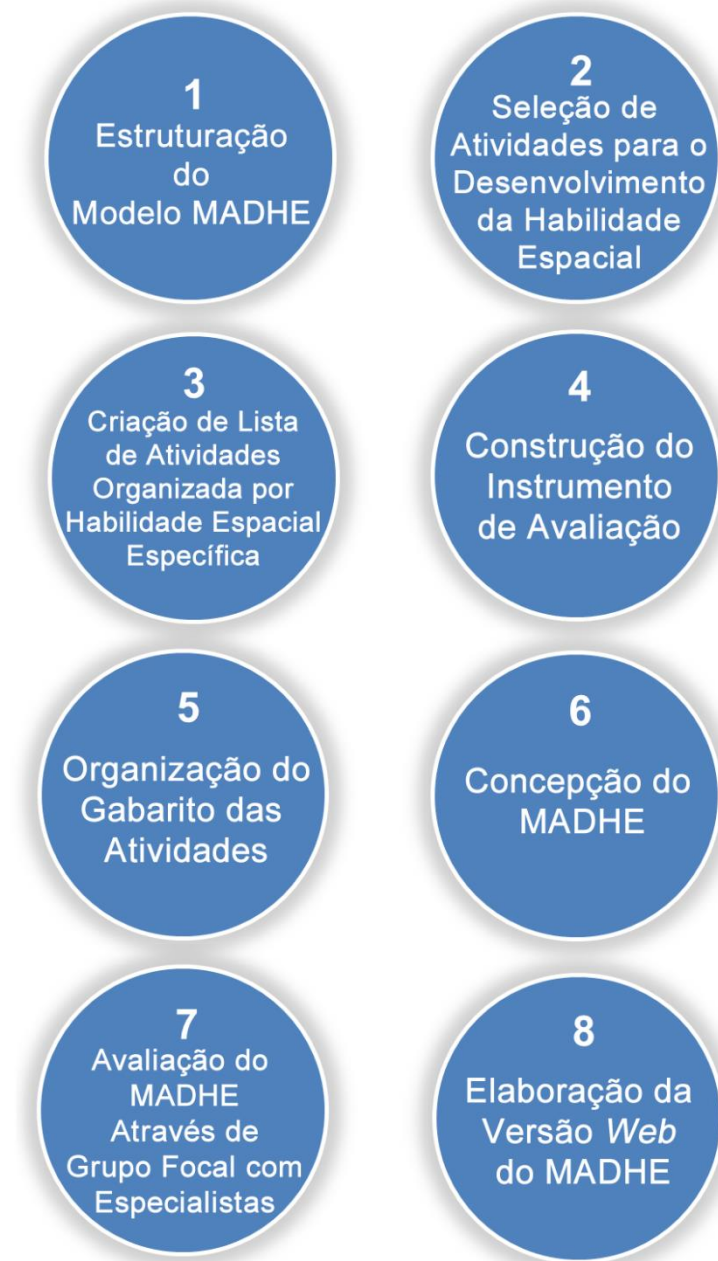 1
Estruturação
do
Modelo MADHE
2
Seleção de
Atividades para o
Desenvolvimento
da Habilidade
Espacial
3
Criação de Lista
de Atividades
Organizada por
Habilidade Espacial
Específica
4
Construção do
Instrumento
de Avaliação
5
Organização do
Gabarito das
Atividades
6
Concepção do
MADHE
7
Avaliação do
MADHE
Através de
Grupo Focal com
Especialistas
8
Elaboração da
Versão Web
do MADHE